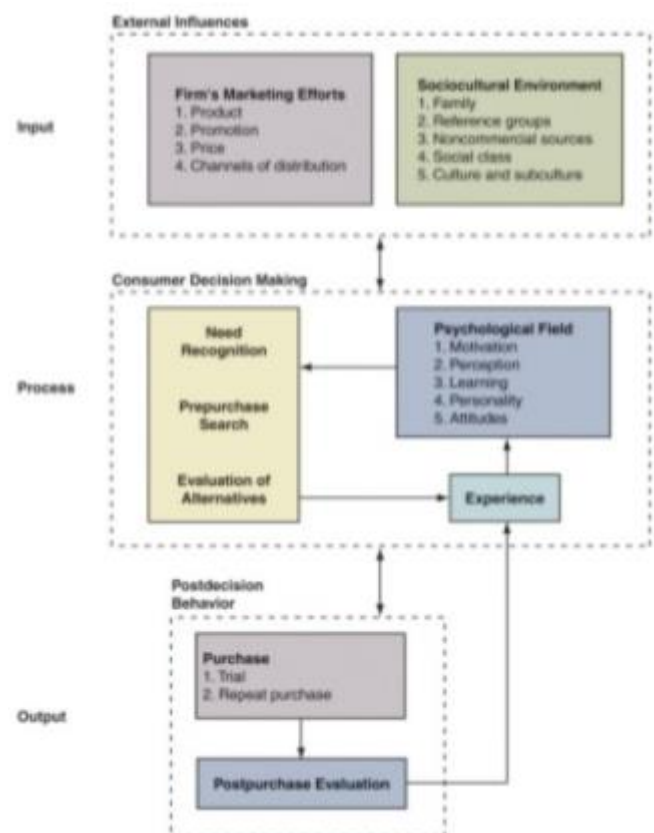 External Influences
Input
Firm's Marketing Efforts
1. Product
2. Promotion
3. Price
4. Channels of distribution
Sociocultural Environment
1. Family
2. Reference groups
3. Noncommercial sources
4. Social class
5. Culture and subculture
Consumer Decision Making
Process
Need
Recognition
Prepurchase
Search
Evaluation of
Alternatives
Psychological Field
1. Motivation
2. Perception
3. Learning
4. Personality
5. Attitudes
Experience
Postdecision
Behavior
Output
Purchase
1. Trial
2. Repeat purchase
Postpurchase Evaluation